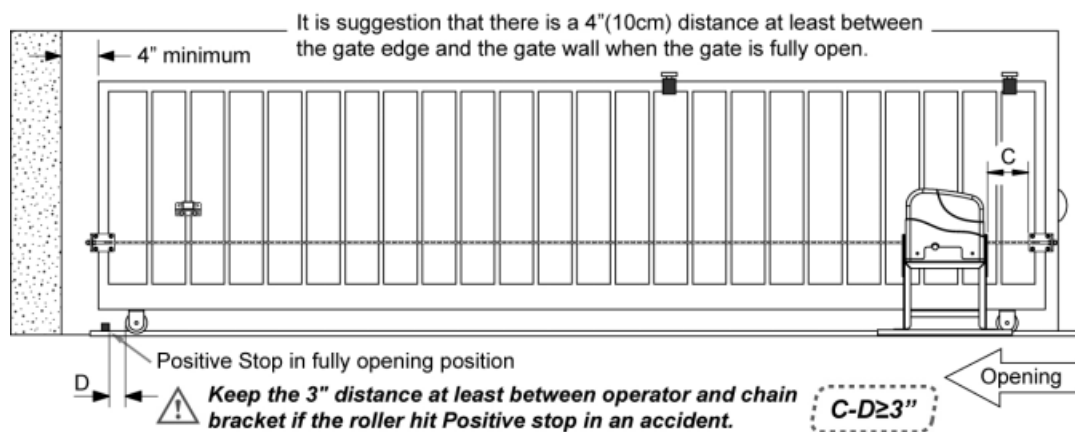 It is suggestion that there is a 4"(10cm) distance at least between
the gate edge and the gate wall when the gate is fully open.
4" minimum
C
Positive Stop in fully opening position
D
Keep the 3" distance at least between operator and chain
bracket if the roller hit Positive stop in an accident.
C-D≥3"
Opening